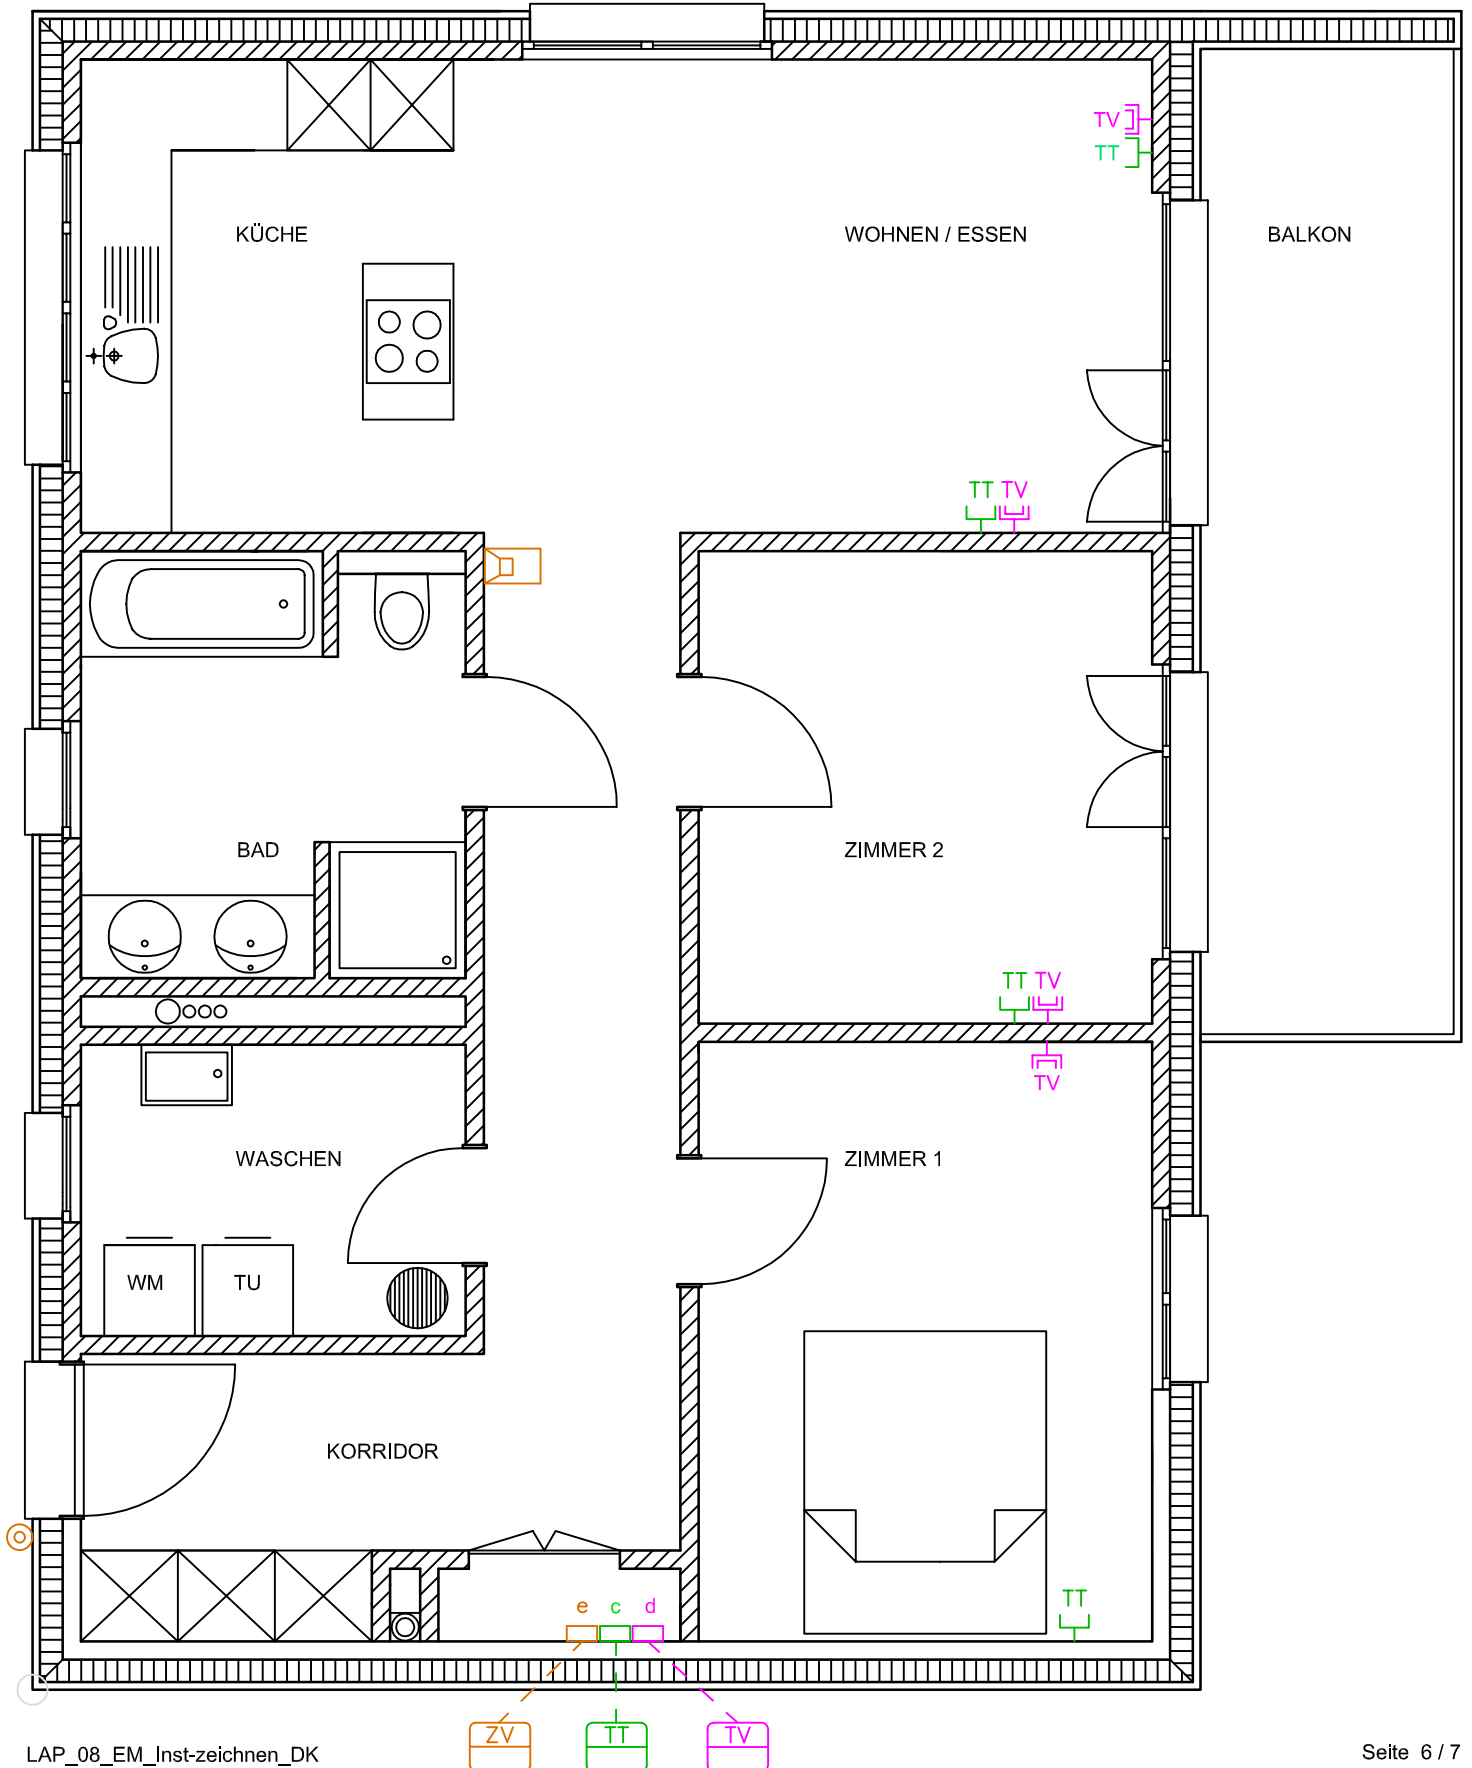 TV
TT
KÜCHE
WOHNEN / ESSEN
BALKON
TT TV
BAD
ZIMMER 2
TT TV
TV
WASCHEN
ZIMMER 1
WM
TU
KORRIDOR
TT
e c d
ZV
TT
TV
LAP_08_EM_Inst-zeichnen_DK
Seite 6 / 7